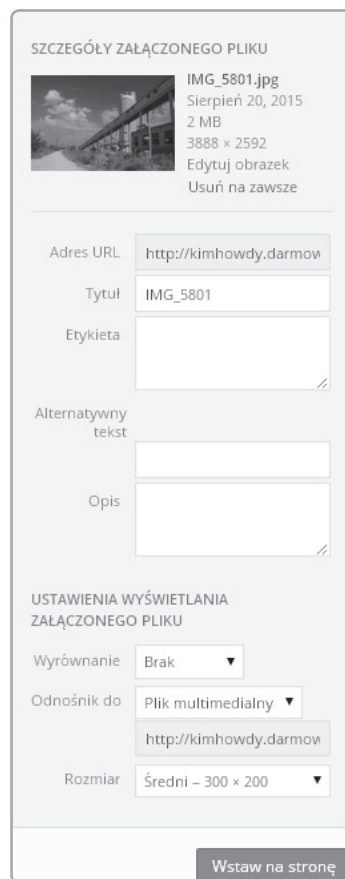 SZCZEGÓŁY ZAŁĄCZONEGO PLIKU
IMG_5801.jpg
Sierpień 20, 2015
2 MB
3888 × 2592
Edytuj obrazek
Usuń na zawsze
Adres URL http://kimhowdy.darmow
Tytuł IMG_5801
Etykieta
Alternatywny
tekst
Opis
USTAWIENIA WYŚWIETLANIA
ZAŁĄCZONEGO PLIKU
Wyrównanie Brak
Odnośnik do Plik multimedialny
http://kimhowdy.darmow
Rozmiar Średni – 300 × 200
Wstaw na stronę